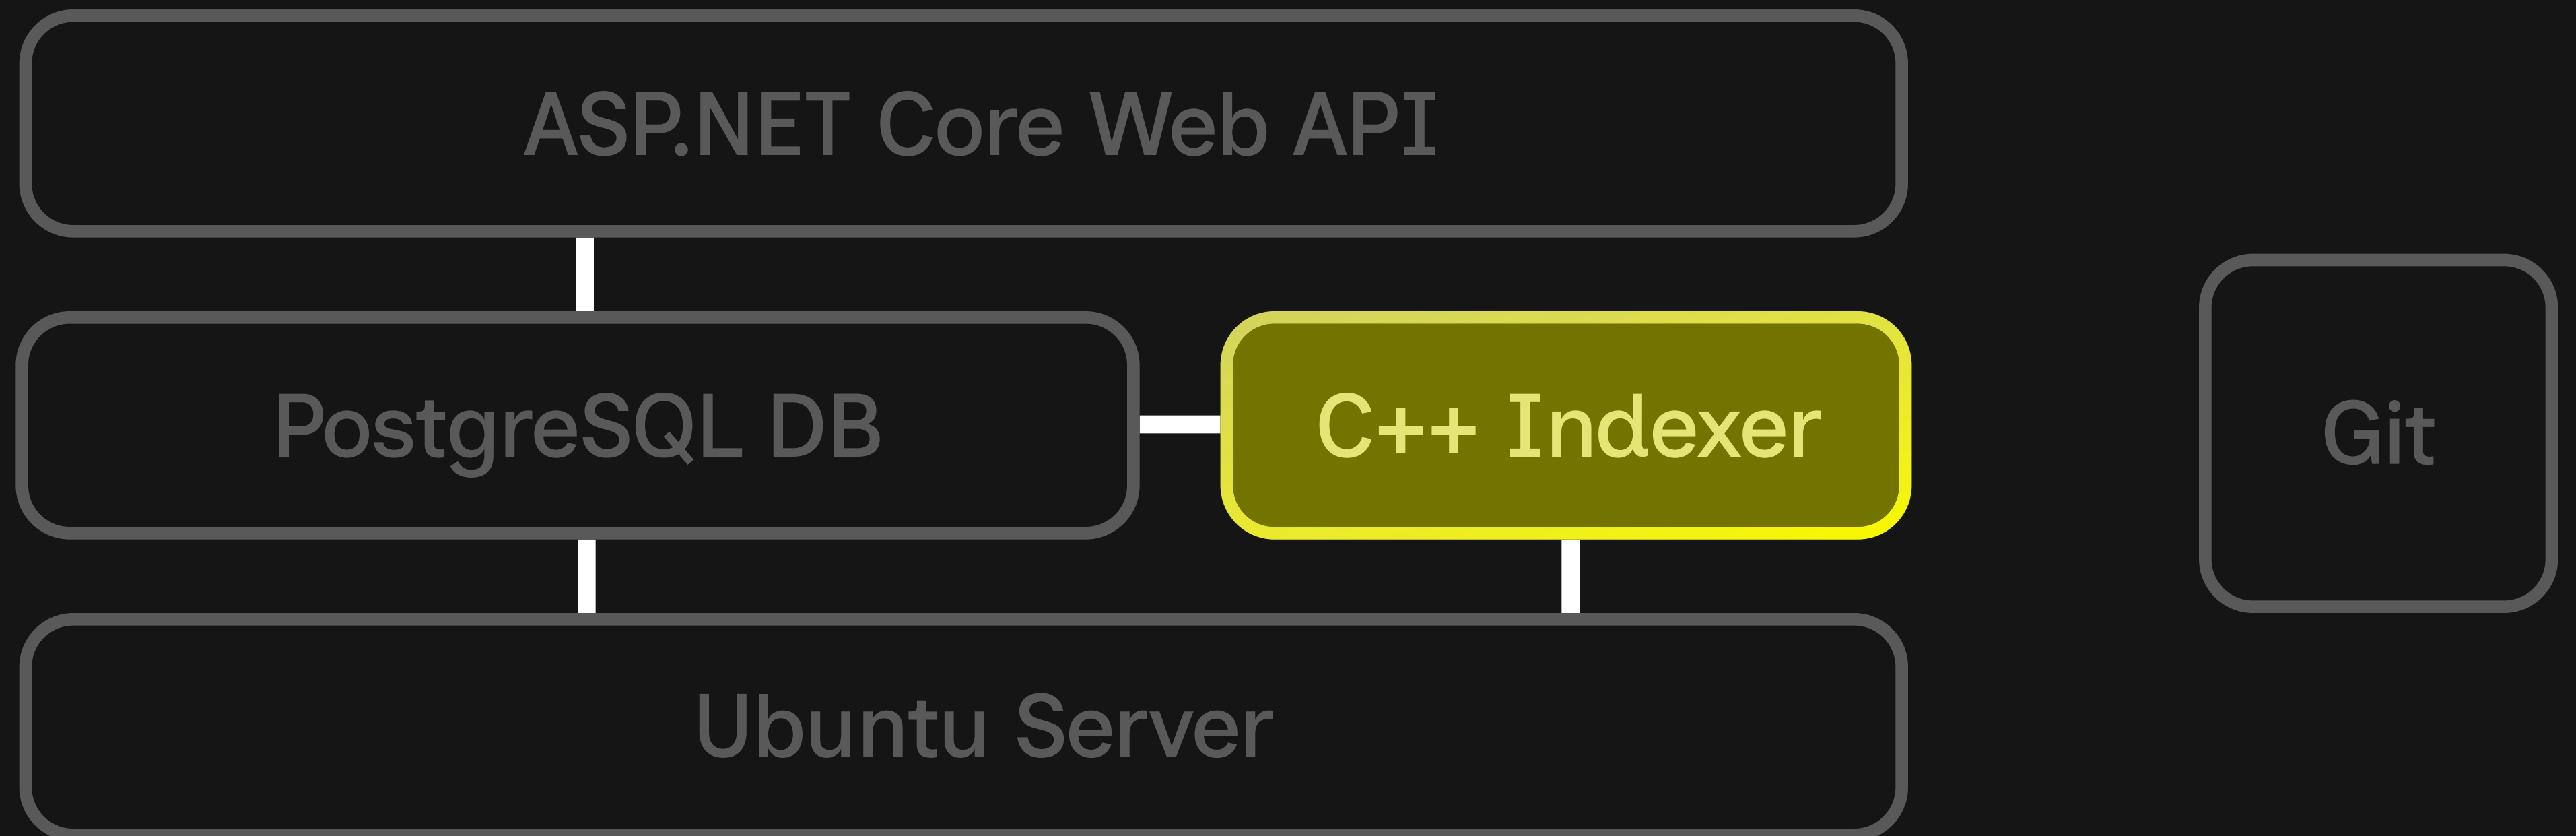 ASP.NET Core Web API
PostgreSQL DB
C++ Indexer
Git
Ubuntu Server